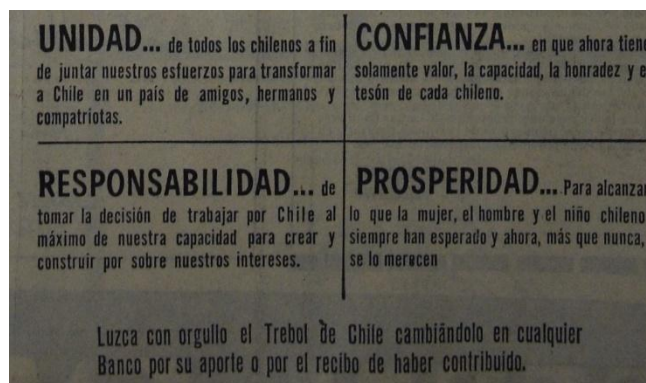 UNIDAD... de todos los chilenos a fin
de juntar nuestros esfuerzos para transformar
a Chile en un país de amigos, hermanos y
compatriotas.
CONFIANZA... en que ahora tiene
solamente valor, la capacidad, la honradez y e
tesón de cada chileno.
RESPONSABILIDAD... de
tomar la decisión de trabajar por Chile al
máximo de nuestra capacidad para crear y
construir por sobre nuestros intereses.
PROSPERIDAD... Para alcanzar
lo que la mujer, el hombre y el niño chileno
siempre han esperado y ahora, más que nunca,
se lo merecen
Luzca con orgullo el Trebol de Chile cambiándolo en cualquier
Banco por su aporte o por el recibo de haber contribuido.